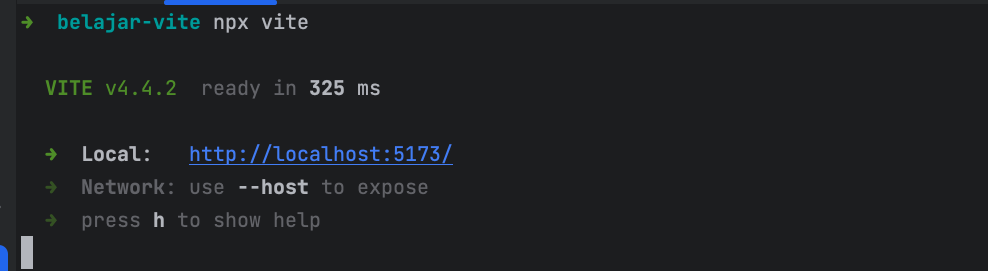 ➜ belajar-vite npx vite
VITE v4.4.2 ready in 325 ms
➜ Local: http://localhost:5173/
➜ Network: use --host to expose
➜ press h to show help